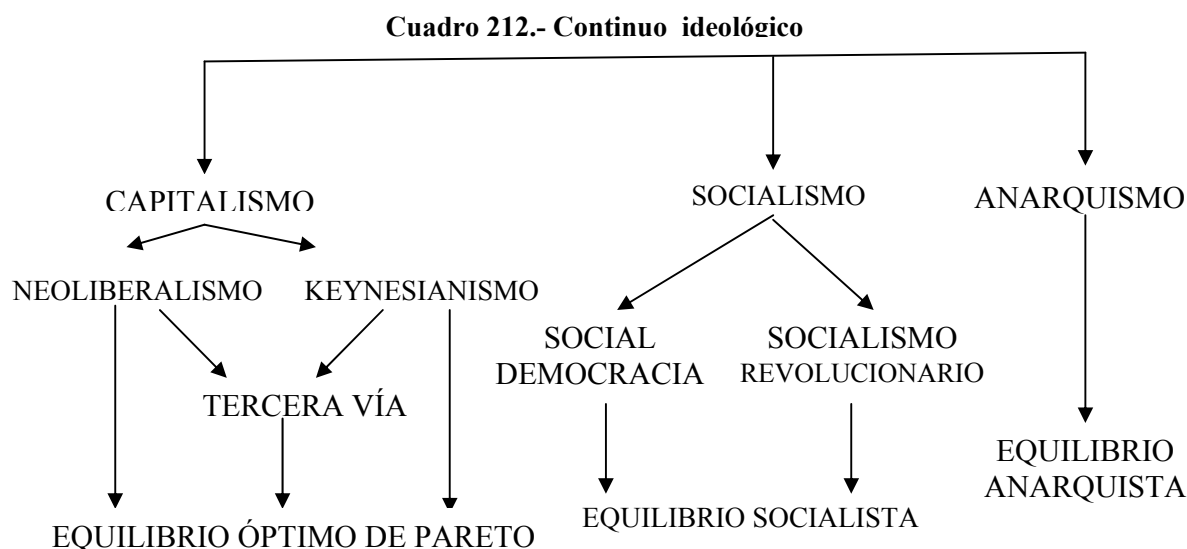 Cuadro 212.- Continuo ideológico
CAPITALISMO
SOCIALISMO
ANARQUISMO
NEOLIBERALISMO
KEYNESIANISMO
SOCIAL
DEMOCRACIA
SOCIALISMO
REVOLUCIONARIO
TERCERA VÍA
EQUILIBRIO
ANARQUISTA
EQUILIBRIO ÓPTIMO DE PARETO
EQUILIBRIO SOCIALISTA